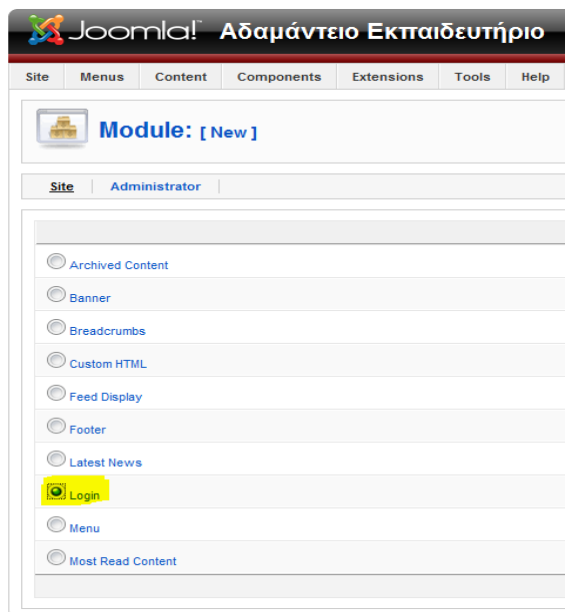 Joomla!™ Αδαμάντειο Εκπαιδευτήριο
Site Menus Content Components Extensions Tools Help
Module: [ New ]
Site Administrator
Archived Content
Banner
Breadcrumbs
Custom HTML
Feed Display
Footer
Latest News
Login
Menu
Most Read Content